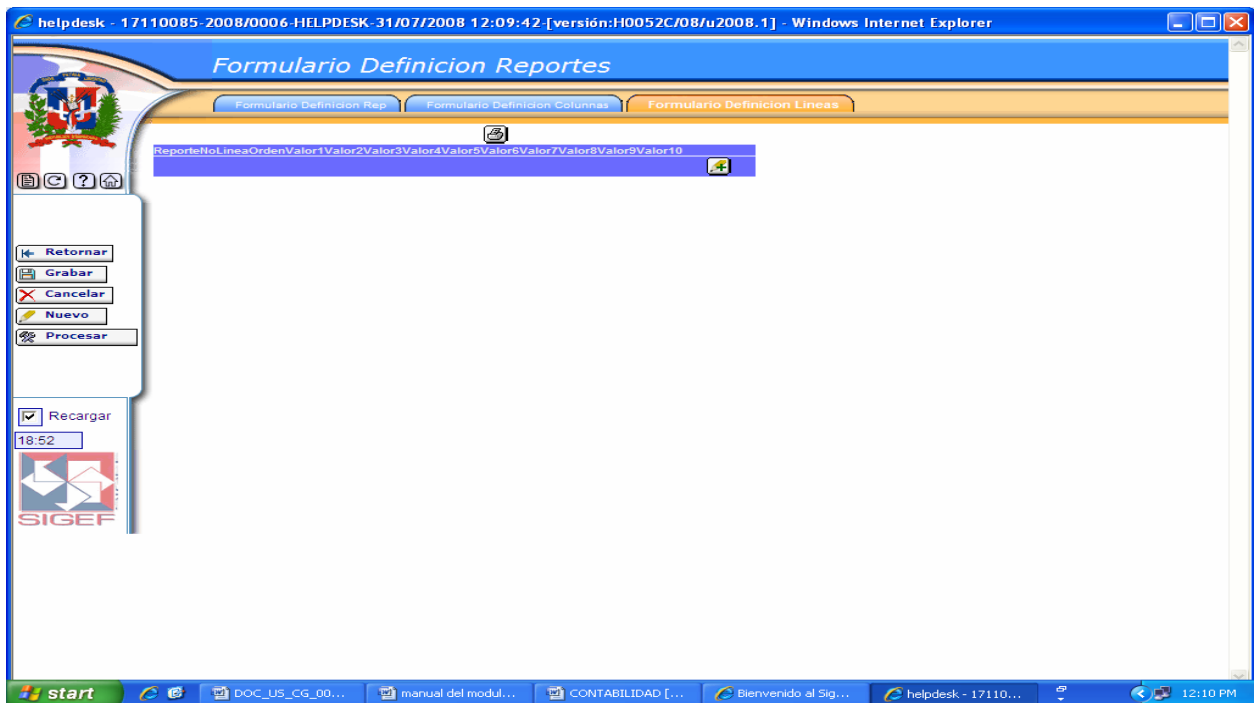 helpdesk - 17110085-2008/0006-HELPDESK-31/07/2008 12:09:42-[versión:H0052C/08/u2008.1] - Windows Internet Explorer
Formulario Definicion Reportes
Formulario Definicion Rep Formulario Definicion Colunnas Formulario Definicion Lineas
ReporteNoLineaOrdenValor1Valor2Valor3Valor4Valor5Valor6Valor7Valor8Valor9Valor10
Retornar
Grabar
Cancelar
Nuevo
Procesar
Recargar
18:52
SIGEF
start DOC_US_CG_00... manual del modul... CONTABILIDAD [... Bienvenido al Sig... helpdesk - 17110... 12:10 PM